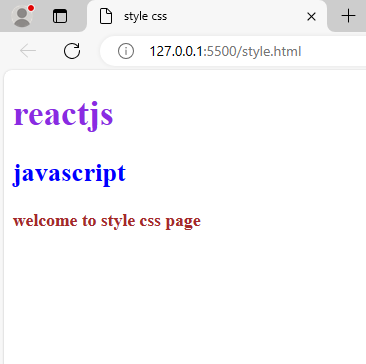 style css
127.0.0.1:5500/style.html
reactjs
javascript
welcome to style css page